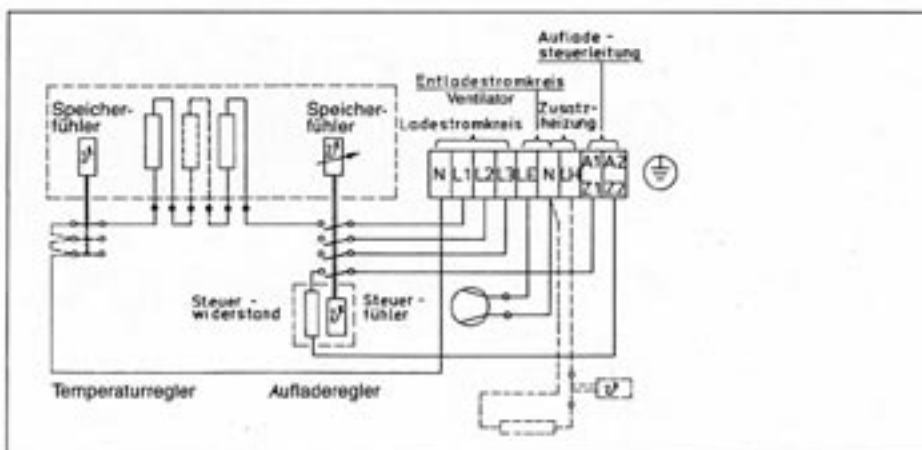 Auflade-
steuerleitung
Entladestromkreis
Ventilator
Zusatz-
heizung
Ladestromkreis
Speicher-
fühler
Speicher-
fühler
N L1 L2 L3 LE N LH A1 A2
Z1 Z2
Steuer-
widerstand
Steuer-
fühler
Temperaturregler
Aufladeregler